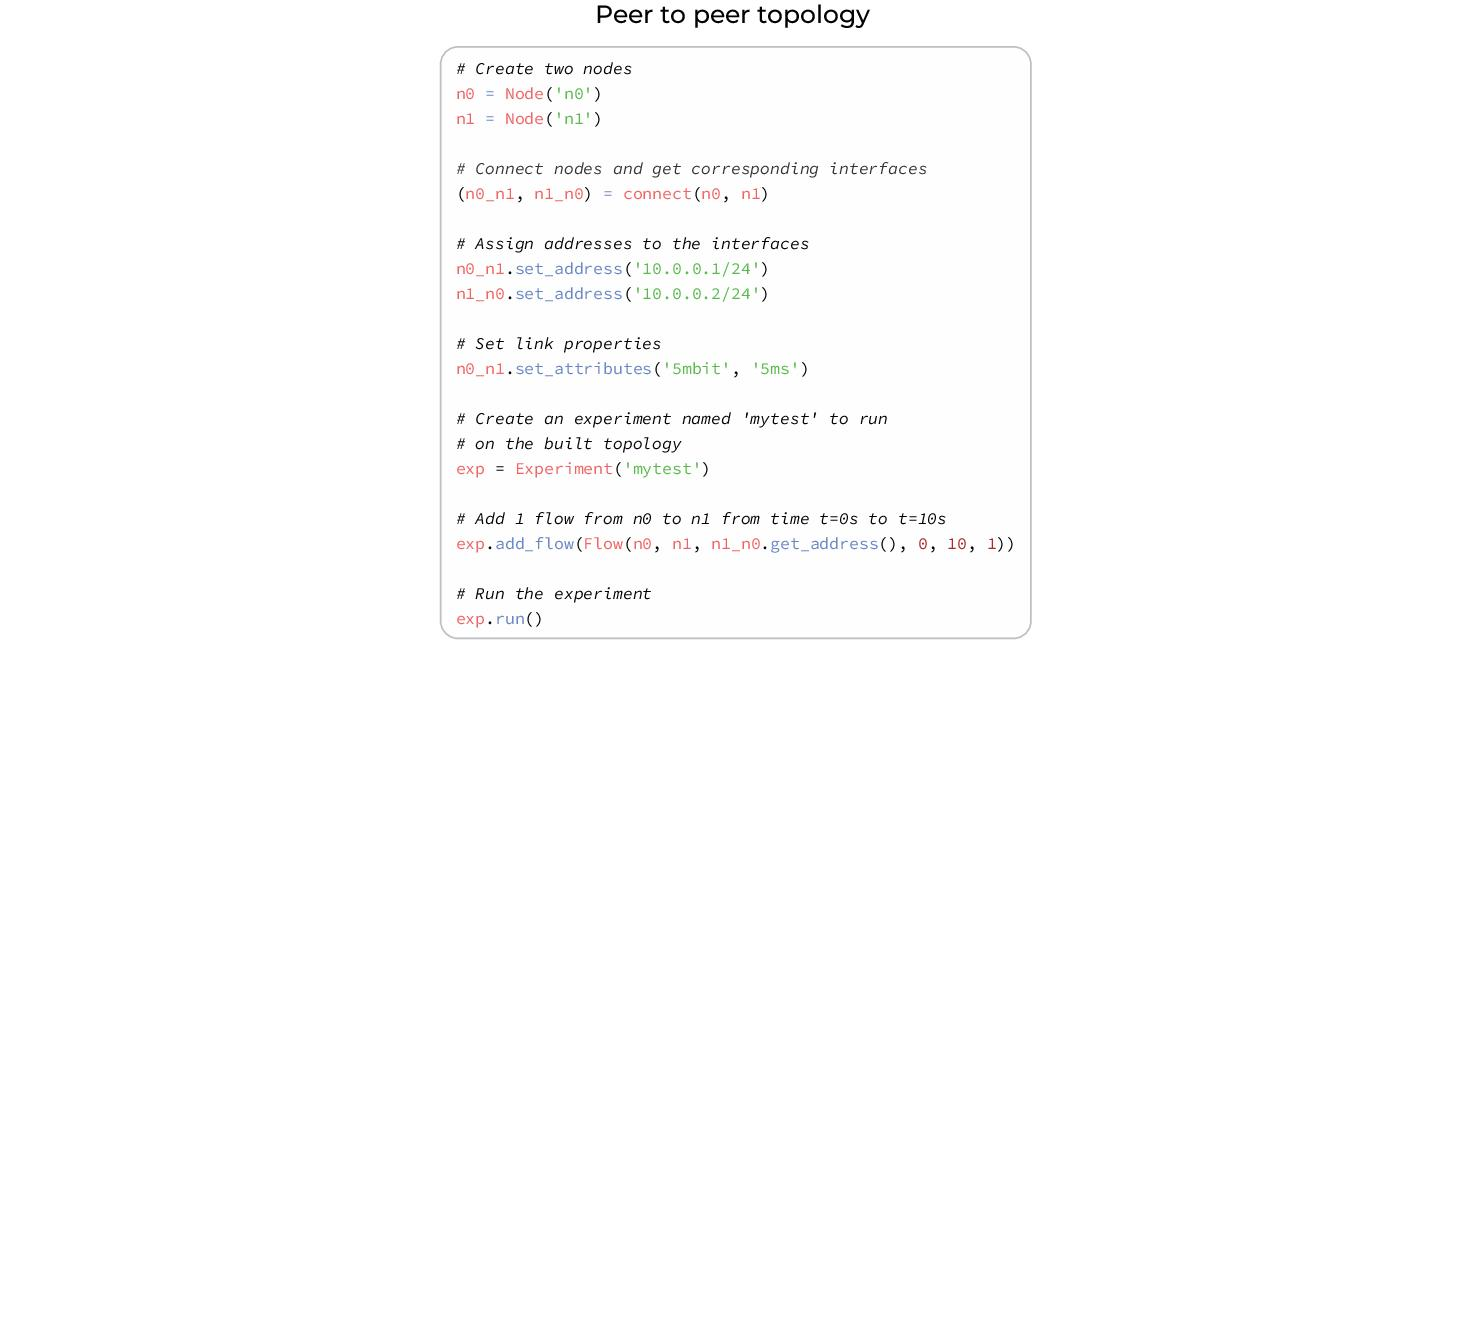 Peer to peer topology
# Create two nodes
n0 = Node('n0')
n1 = Node('n1')
# Connect nodes and get corresponding interfaces
(n0_n1, n1_n0) = connect(n0, n1)
# Assign addresses to the interfaces
n0_n1.set_address('10.0.0.1/24')
n1_n0.set_address('10.0.0.2/24')
# Set link properties
n0_n1.set_attributes('5mbit', '5ms')
# Create an experiment named 'mytest' to run
# on the built topology
exp = Experiment('mytest')
# Add 1 flow from n0 to n1 from time t=0s to t=10s
exp.add_flow(Flow(n0, n1, n1_n0.get_address(), 0, 10, 1))
# Run the experiment
exp.run()